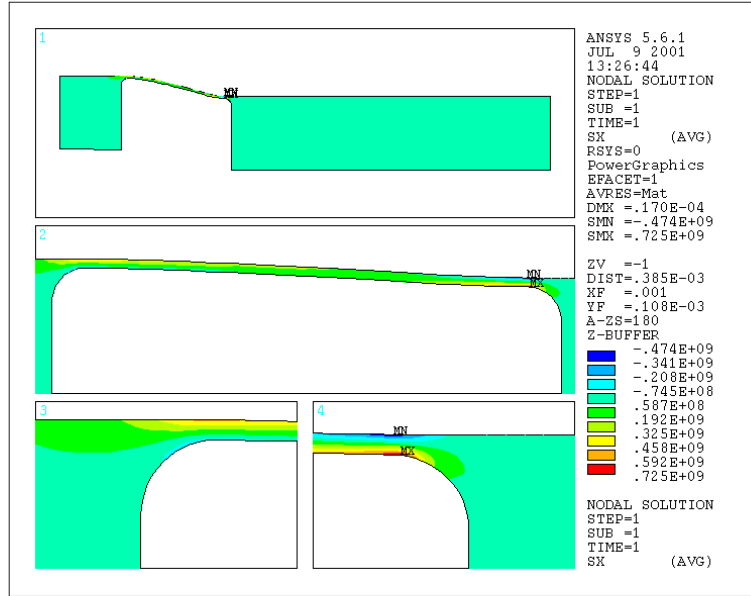 1
MN
ANSYS 5.6.1
JUL 9 2001
13:26:44
NODAL SOLUTION
STEP=1
SUB =1
TIME=1
SX (AVG)
RSYS=0
PowerGraphics
EFACET=1
AVRES=Mat
DMX =.170E-04
SMN =-.474E+09
SMX =.725E+09
2
MN
MX
ZV =-1
DIST=.385E-03
XF =.001
YF =.108E-03
A-ZS=180
Z-BUFFER
-.474E+09
-.341E+09
-.208E+09
-.745E+08
.587E+08
.192E+09
.325E+09
.458E+09
.592E+09
.725E+09
3
4
MN
MX
NODAL SOLUTION
STEP=1
SUB =1
TIME=1
SX (AVG)